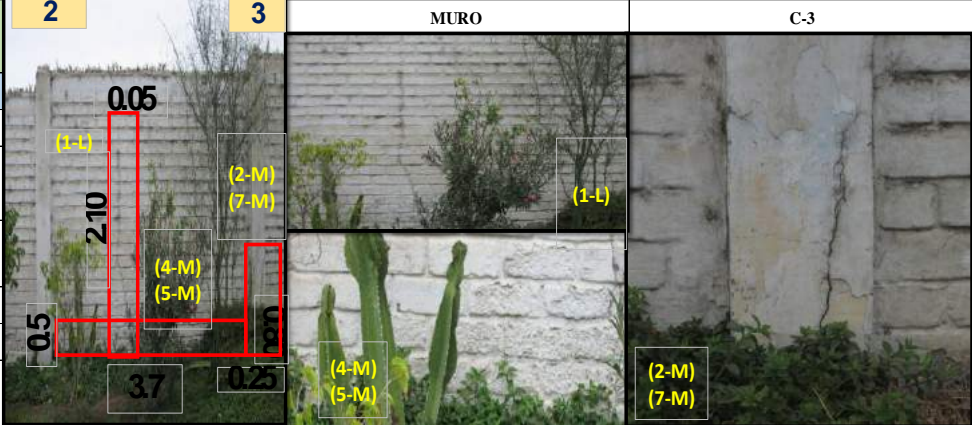 2
3
MURO
C-3
0.05
(1-L)
(2-M)
(7-M)
2.10
(4-M)
(5-M)
0.5
3.7
0.25
(1-L)
(4-M)
(5-M)
(2-M)
(7-M)